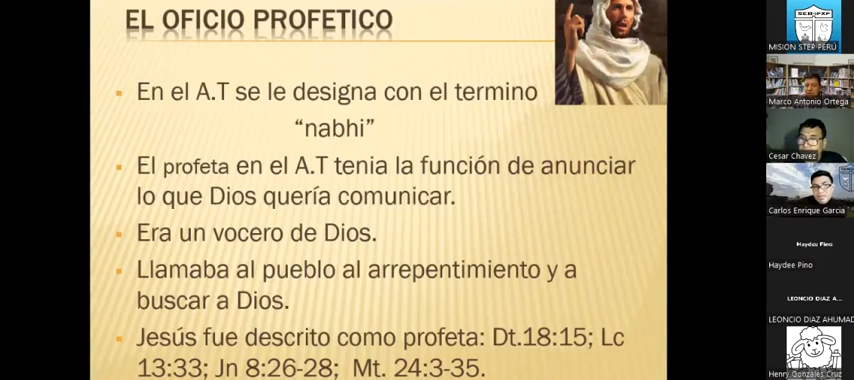 EL OFICIO PROFETICO
En el A.T se le designa con el termino
“nabhi”
El profeta en el A.T tenia la función de anunciar
lo que Dios quería comunicar.
Era un vocero de Dios.
Llamaba al pueblo al arrepentimiento y a
buscar a Dios.
Jesús fue descrito como profeta: Dt.18:15; Lc
13:33; Jn 8:26-28; Mt. 24:3-35.
MISION STEP PERÚ
Marco Antonio Ortega
Cesar Chavez
Carlos Enrique Garcia
Haydee Pino
Haydee Pino
LEONCIO DIAZ A...
LEONCIO DIAZ AHUMADA
Henry Gonzáles Cruz